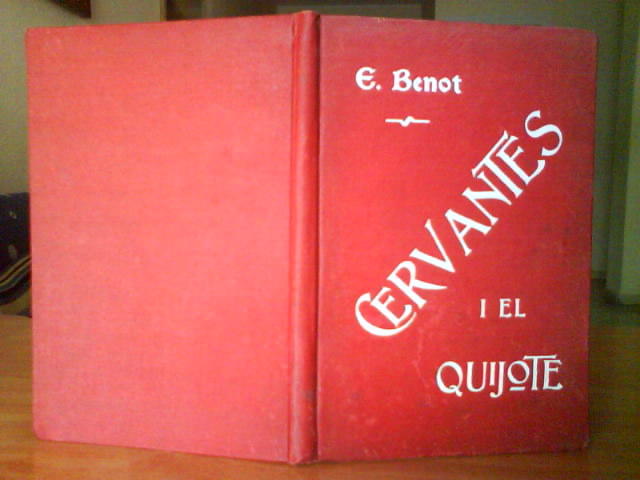 E. Benot
CERVANTES
I EL
QUIJOTE